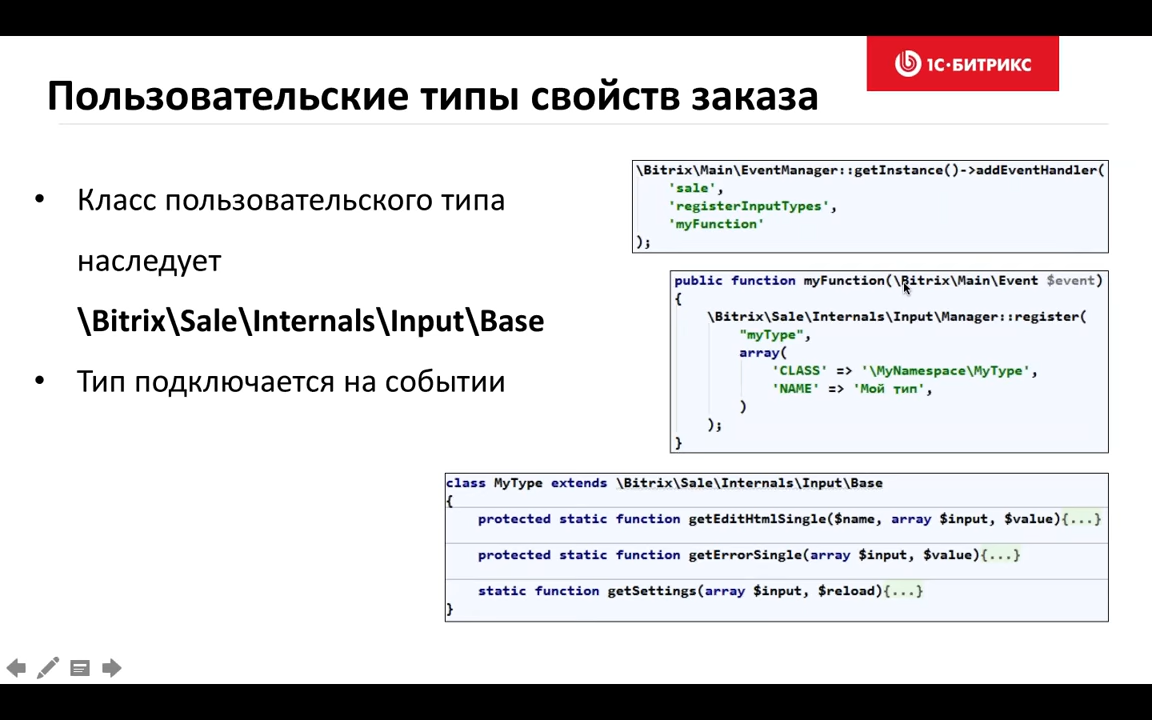 1С·БИТРИКС
Пользовательские типы свойств заказа
• Класс пользовательского типа
наследует
\Bitrix\Sale\Internals\Input\Base
• Тип подключается на событии
\Bitrix\Main\EventManager::getInstance()->addEventHandler(
'sale',
'registerInputTypes',
'myFunction'
);
public function myFunction(\Bitrix\Main\Event $event)
{
\Bitrix\Sale\Internals\Input\Manager::register(
"myType",
array(
'CLASS' => '\MyNamespace\MyType',
'NAME' => 'Мой тип',
)
);
}
class MyType extends \Bitrix\Sale\Internals\Input\Base
{
protected static function getEditHtmlSingle($name, array $input, $value){...}
protected static function getErrorSingle(array $input, $value){...}
static function getSettings(array $input, $reload){...}
}